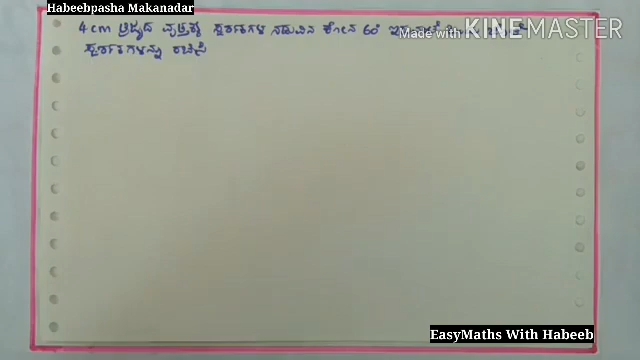 Habeebpasha Makanadar
Made with
KINEMASTER
4 cm ತ್ರಿಜ್ಯದ ವೃತ್ತಕ್ಕೆ ಸ್ಪರ್ಶಕಗಳ ನಡುವಿನ ಕೋನ 60
ಸ್ಪರ್ಶಕಗಳನ್ನು ರಚಿಸಿ
EasyMaths With Habeeb